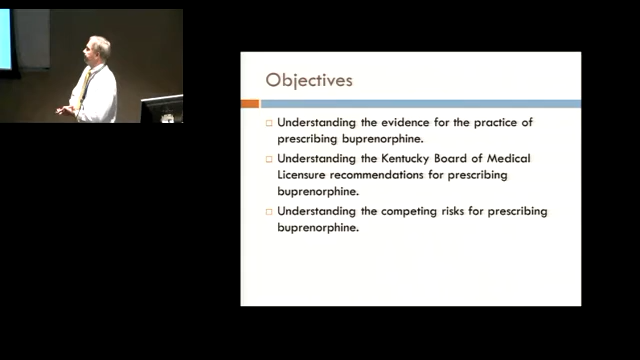 Objectives
Understanding the evidence for the practice of
prescribing buprenorphine.
Understanding the Kentucky Board of Medical
Licensure recommendations for prescribing
buprenorphine.
Understanding the competing risks for prescribing
buprenorphine.